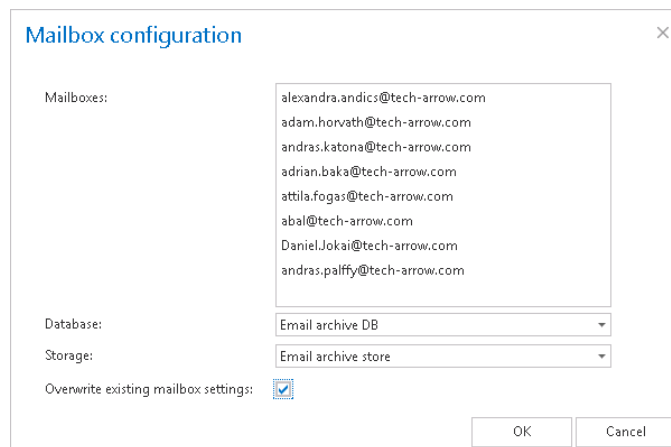 Mailbox configuration
Mailboxes:
alexandra.andics@tech-arrow.com
adam.horvath@tech-arrow.com
andras.katona@tech-arrow.com
adrian.baka@tech-arrow.com
attila.fogas@tech-arrow.com
abal@tech-arrow.com
Daniel.Jokai@tech-arrow.com
andras.palffy@tech-arrow.com
Database: Email archive DB
Storage: Email archive store
Overwrite existing mailbox settings:
OK Cancel